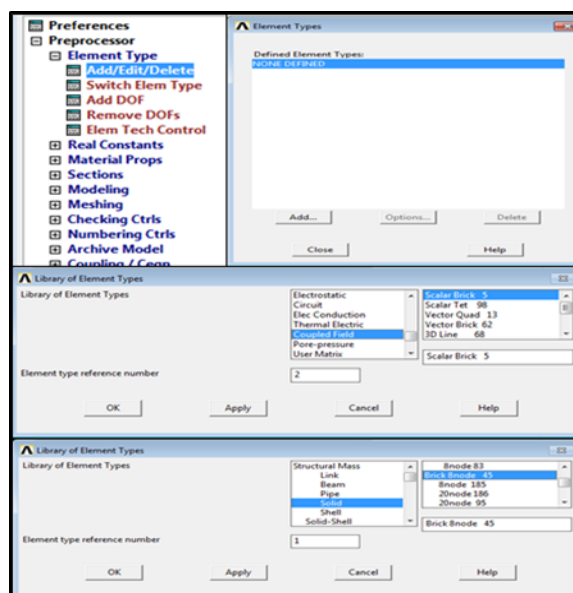 Preferences
Preprocessor
Element Type
Add/Edit/Delete
Switch Elem Type
Add DOF
Remove DOFs
Elem Tech Control
Real Constants
Material Props
Sections
Modeling
Meshing
Checking Ctrls
Numbering Ctrls
Archive Model
Coupling / Ceqn
Element Types
Defined Element Types:
NONE DEFINED
Add... Options... Delete
Close Help
Library of Element Types
Library of Element Types
Electrostatic
Circuit
Elec Conduction
Thermal Electric
Coupled Field
Pore-pressure
User Matrix
Scalar Brick 5
Scalar Tet 98
Vector Quad 13
Vector Brick 62
3D Line 68
Scalar Brick 5
Element type reference number 2
OK Apply Cancel Help
Library of Element Types
Library of Element Types
Structural Mass
Link
Beam
Pipe
Solid
Shell
Solid-Shell
8node 83
Brick 8node 45
8node 185
20node 186
20node 95
Brick 8node 45
Element type reference number 1
OK Apply Cancel Help